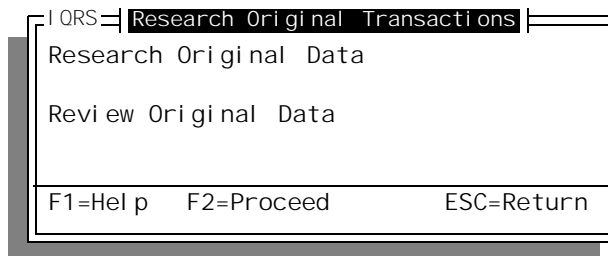 IQRS Research Original Transactions
Research Original Data
Review Original Data
F1=Help F2=Proceed ESC=Return